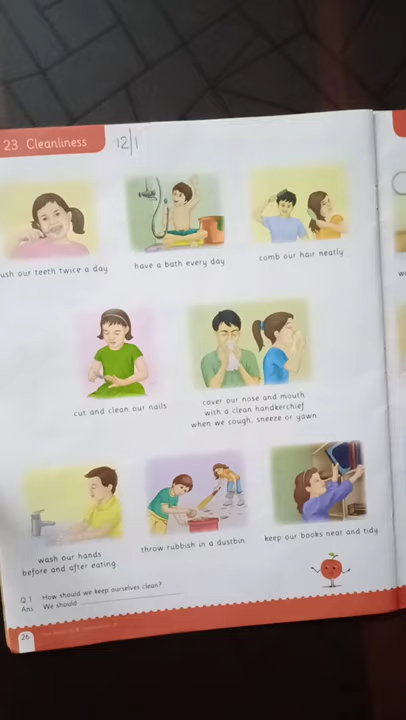 23 Cleanliness
12/1
ush our teeth twice a day
have a bath every day
comb our hair neatly
cut and clean our nails
cover our nose and mouth
with a clean handkerchief
when we cough, sneeze or yawn.
wash our hands
before and after eating
throw rubbish in a dustbin.
keep our books neat and tidy
Q 1 How should we keep ourselves clean?
Ans. We should
26